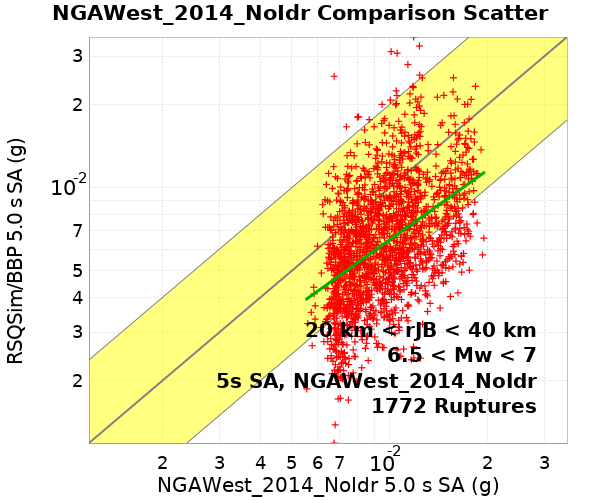 NGAWest_2014_NoIdr Comparison Scatter
RSQSim/BBP 5.0 s SA (g)
3
2
10-2
7
5
4
3
2
20 km < rJB < 40 km
6.5 < Mw < 7
5s SA, NGAWest_2014_NoIdr
1772 Ruptures
2 3 4 5 6 7 10-2 2 3
NGAWest_2014_NoIdr 5.0 s SA (g)